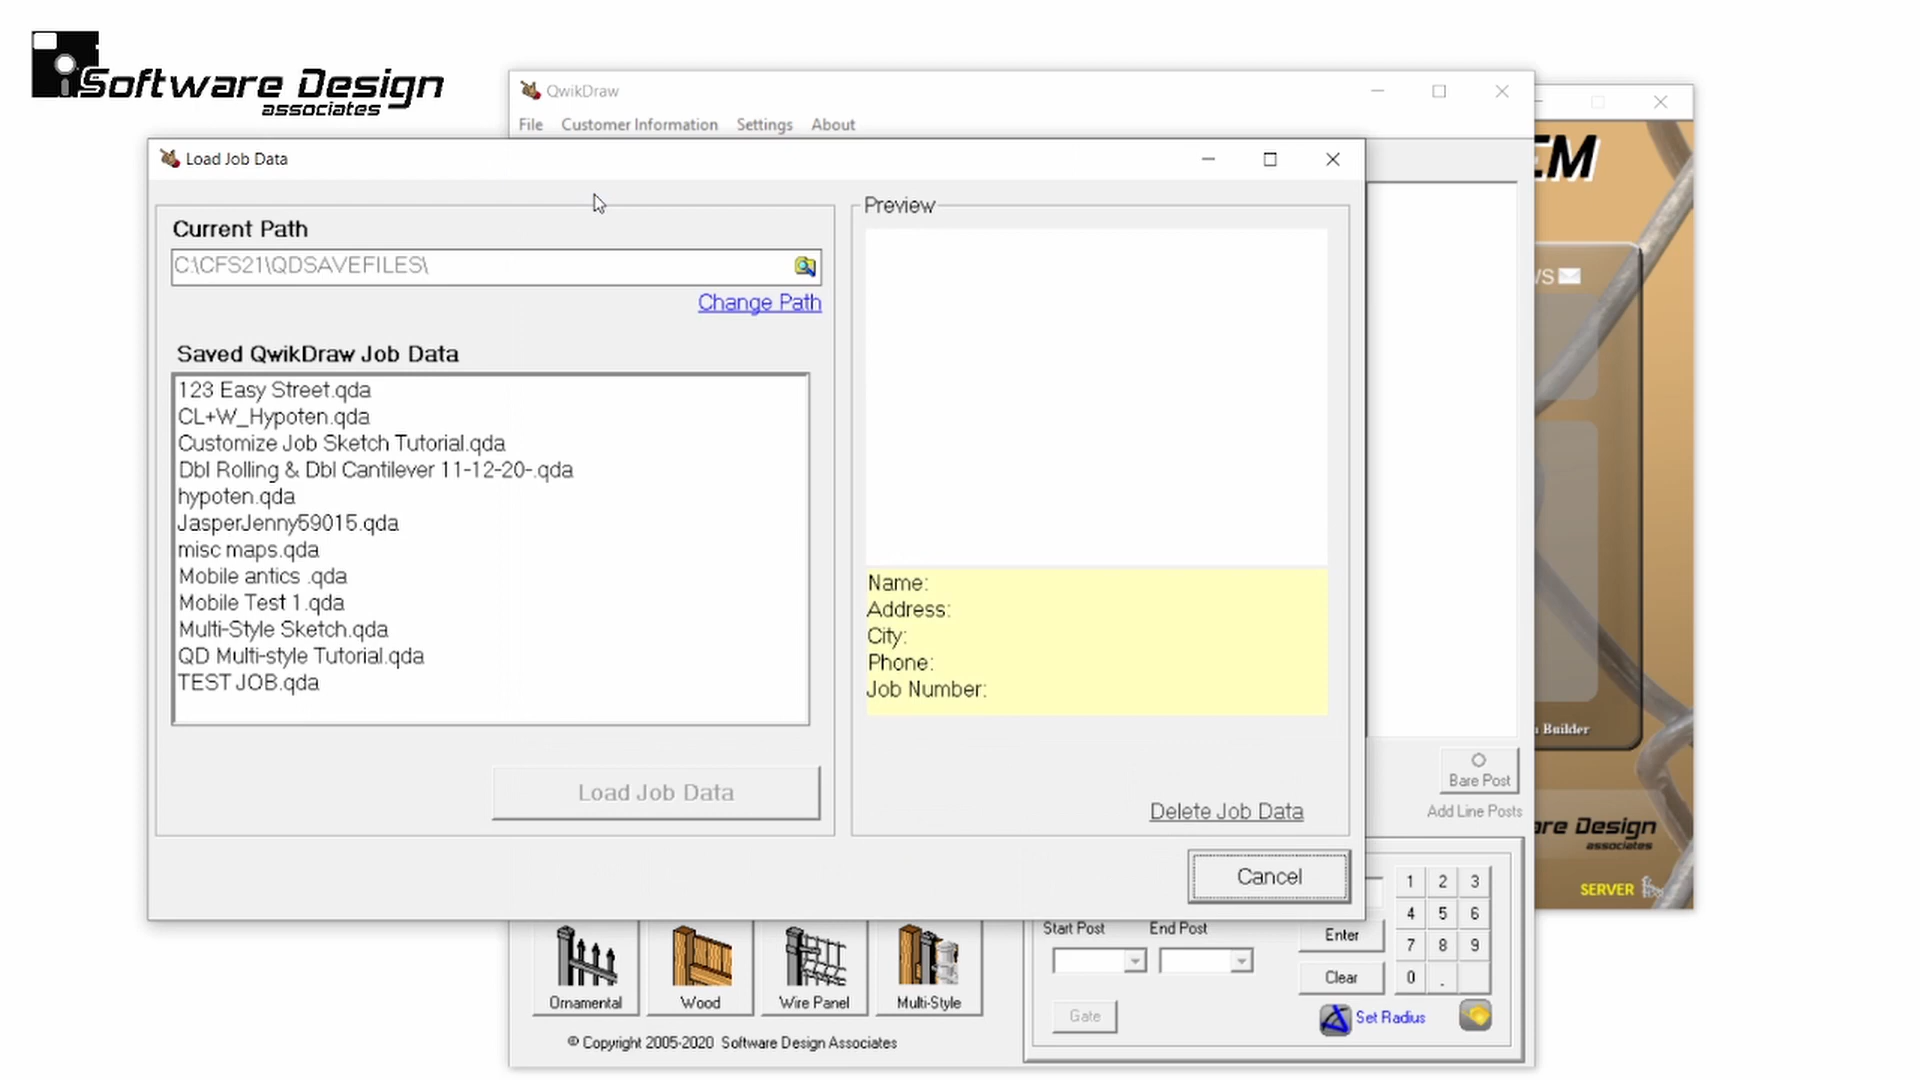 Software Design
associates
QwikDraw
File Customer Information Settings About
EM
Load Job Data
Current Path
C:\CFS21\QDSAVEFILES\
Change Path
Saved QwikDraw Job Data
123 Easy Street.qda
CL+W_Hypoten.qda
Customize Job Sketch Tutorial.qda
Dbl Rolling & Dbl Cantilever 11-12-20-.qda
hypoten.qda
JasperJenny59015.qda
misc maps.qda
Mobile antics .qda
Mobile Test 1.qda
Multi-Style Sketch.qda
QD Multi-style Tutorial.qda
TEST JOB.qda
Load Job Data
Preview
Name:
Address:
City:
Phone:
Job Number:
Delete Job Data
Cancel
WS
Builder
Bare Post
Add Line Posts
are Design
associates
SERVER
Ornamental Wood Wire Panel Multi-Style
© Copyright 2005-2020 Software Design Associates
Start Post End Post
Gate
Enter
Clear
1 2 3
4 5 6
7 8 9
0 .
Set Radius